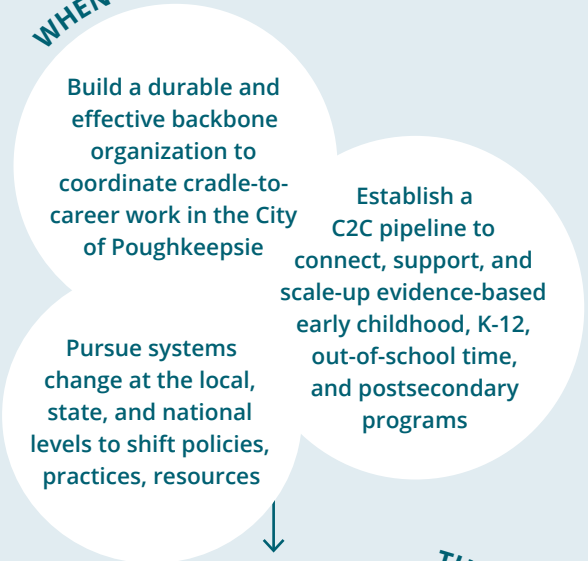 WHEN
Build a durable and
effective backbone
organization to
coordinate cradle-to-
career work in the City
of Poughkeepsie
Establish a
C2C pipeline to
connect, support, and
scale-up evidence-based
early childhood, K-12,
out-of-school time,
and postsecondary
programs
Pursue systems
change at the local,
state, and national
levels to shift policies,
practices, resources